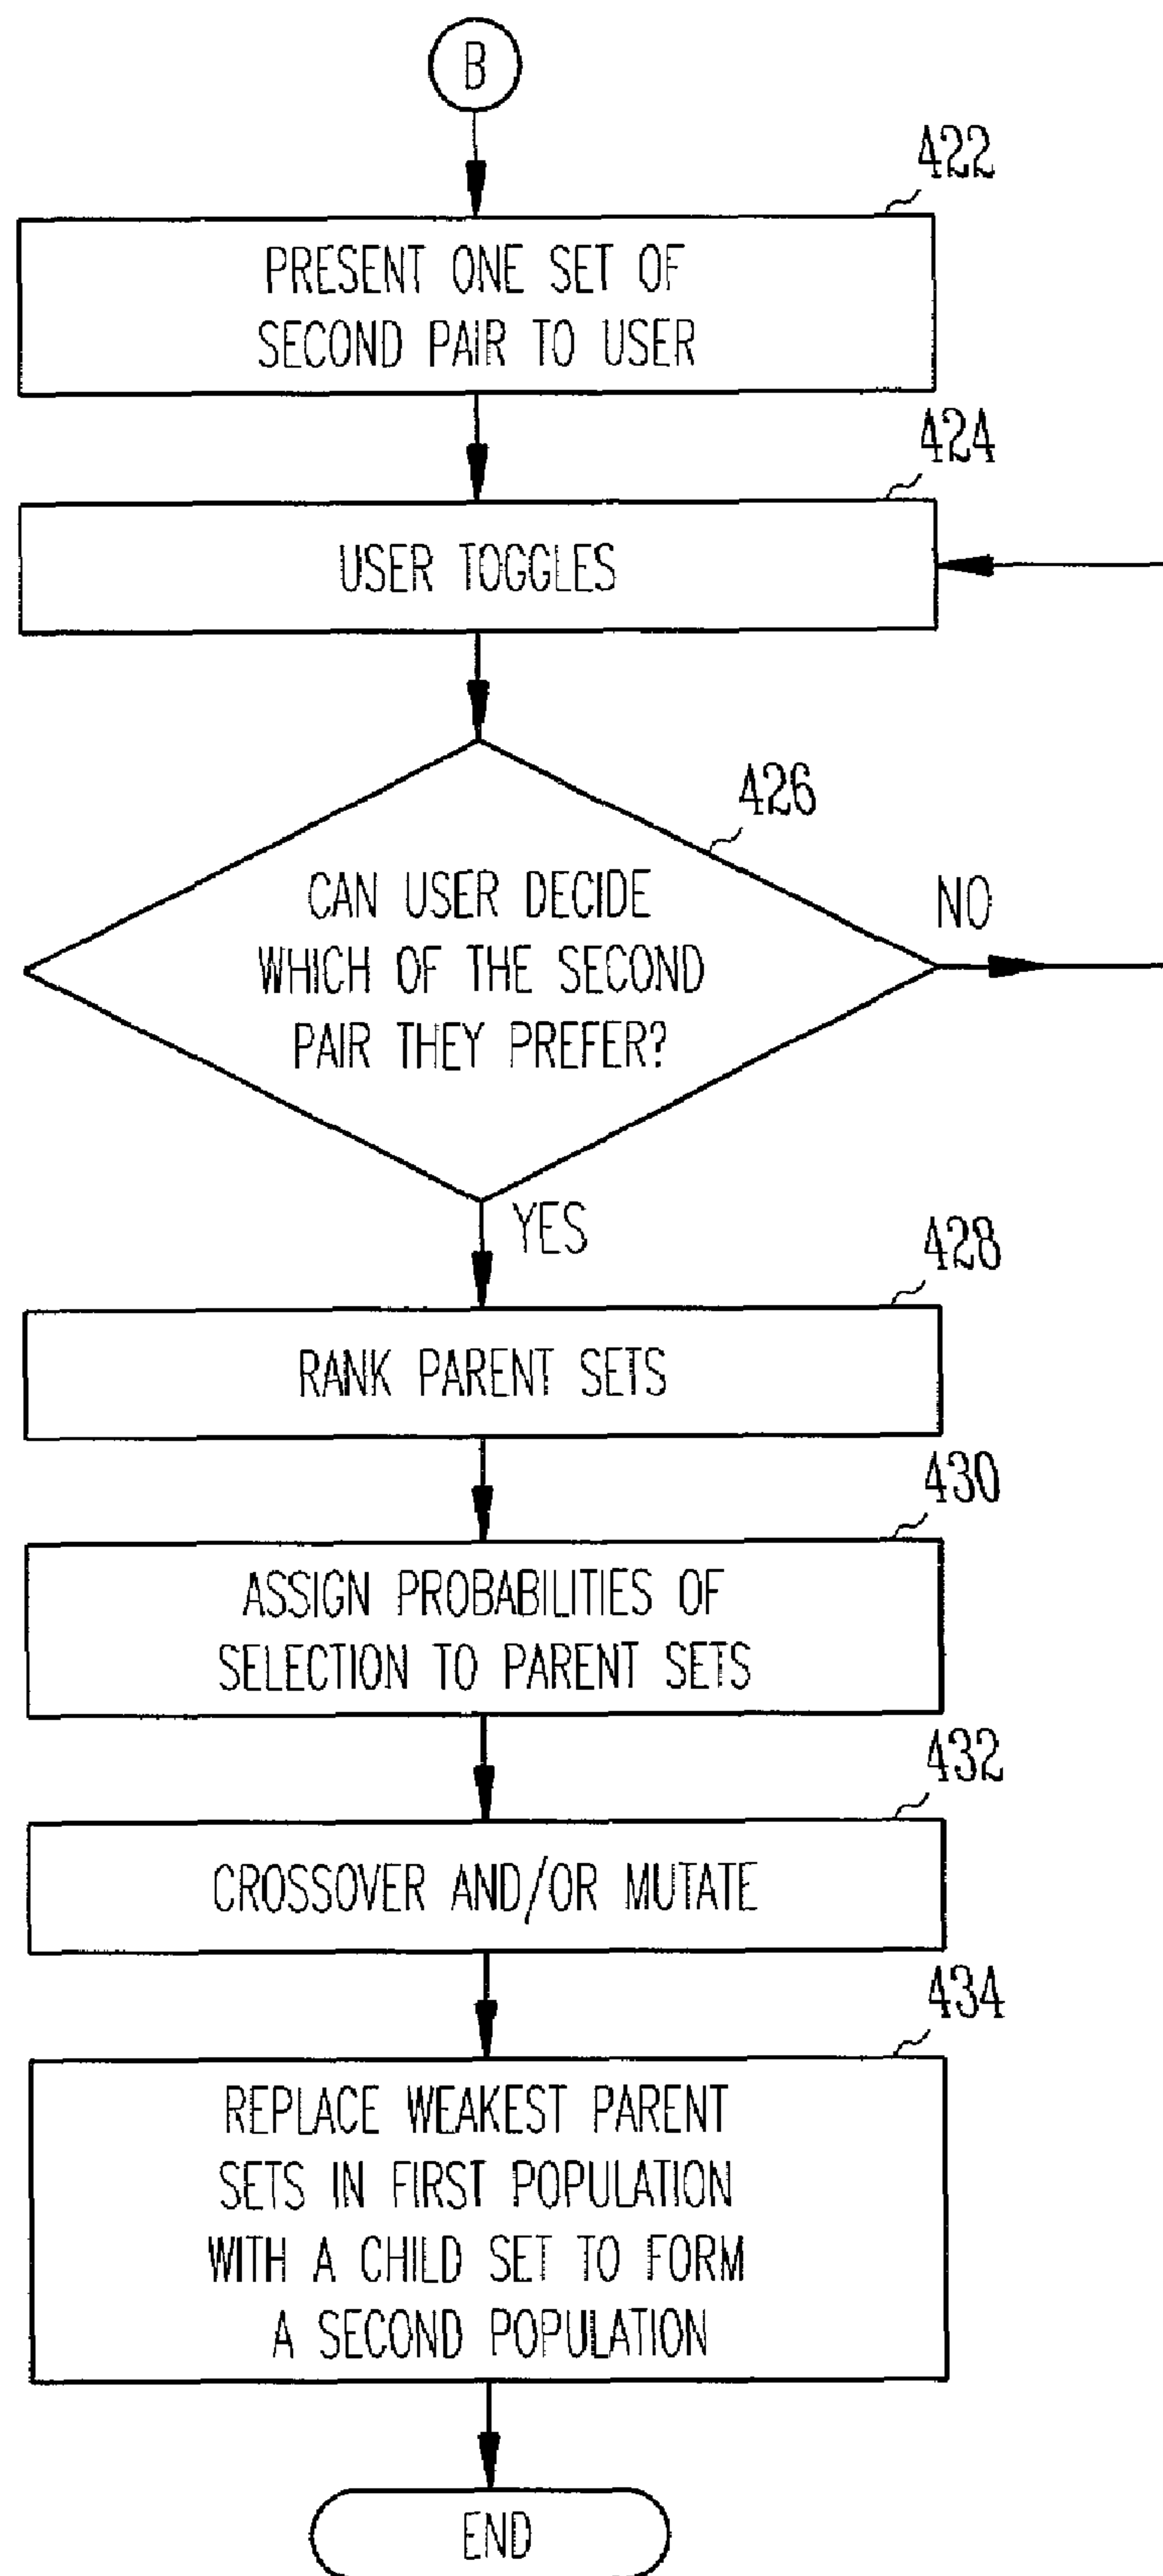 B
422
PRESENT ONE SET OF
SECOND PAIR TO USER
424
USER TOGGLES
426
CAN USER DECIDE
WHICH OF THE SECOND
PAIR THEY PREFER?
NO
YES
428
RANK PARENT SETS
430
ASSIGN PROBABILITIES OF
SELECTION TO PARENT SETS
432
CROSSOVER AND/OR MUTATE
434
REPLACE WEAKEST PARENT
SETS IN FIRST POPULATION
WITH A CHILD SET TO FORM
A SECOND POPULATION
END